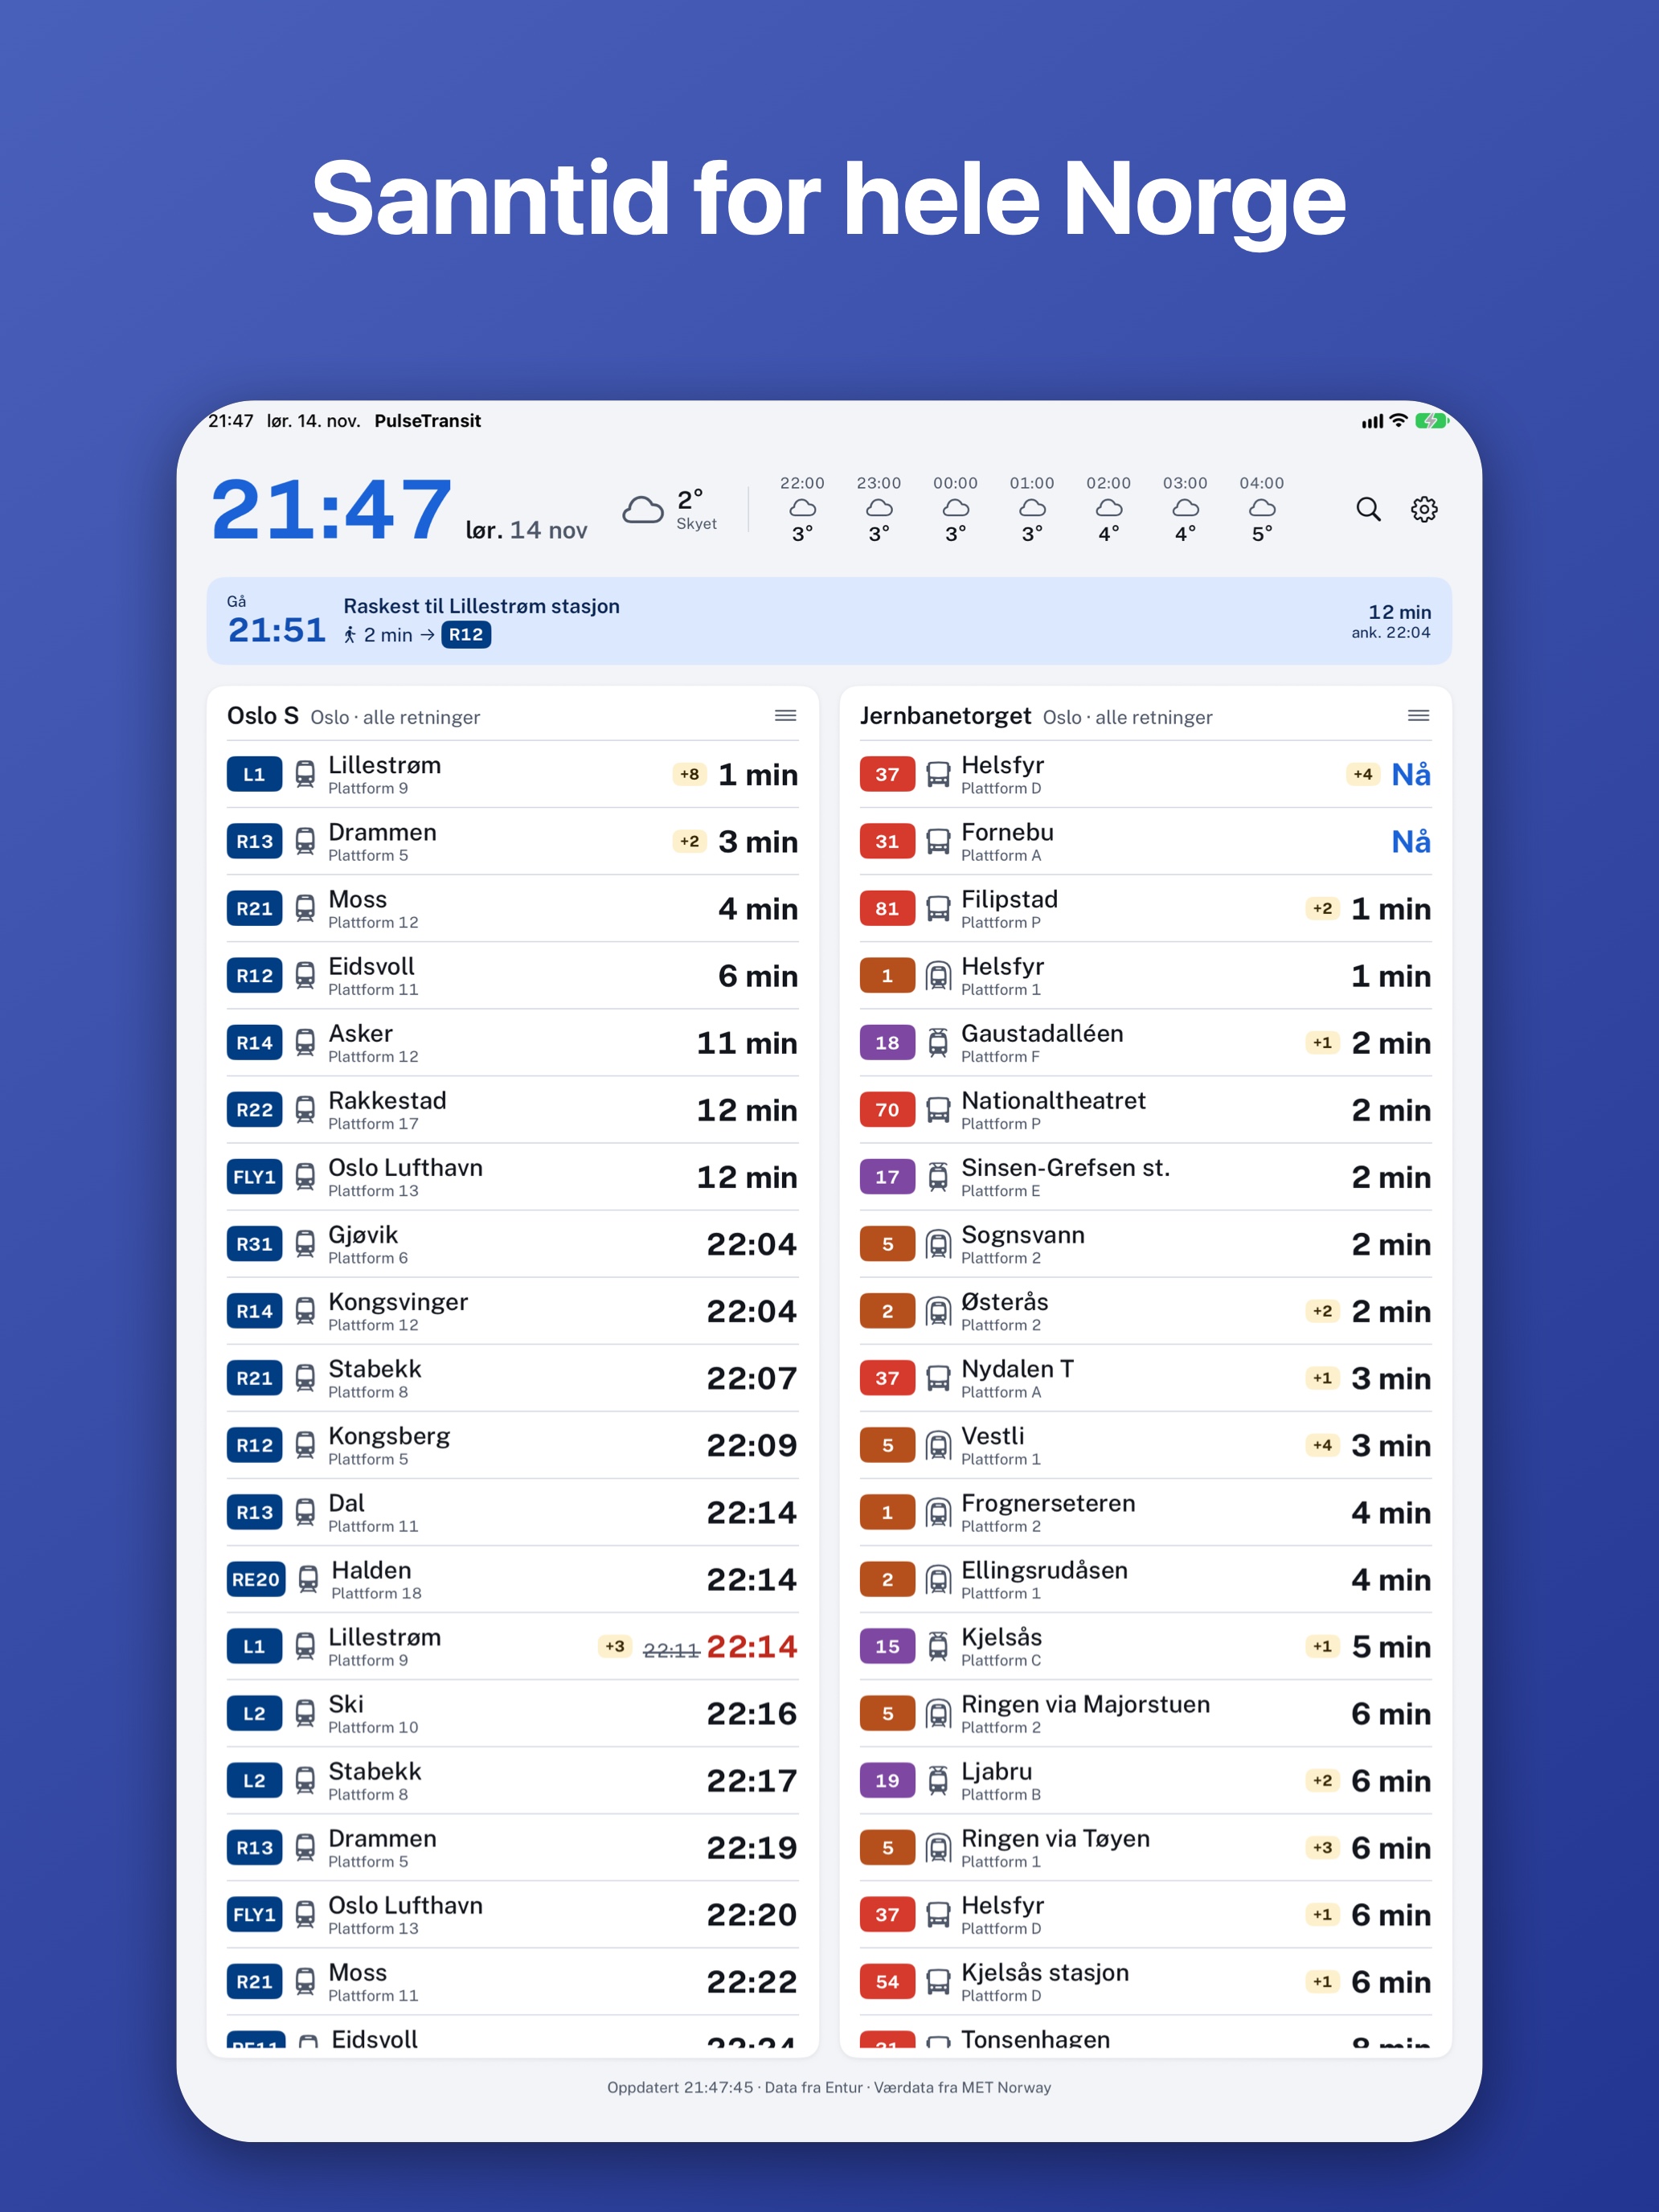 Sanntid for hele Norge
21:47 lør. 14. nov. PulseTransit
21:47 lør. 14 nov
2°
Skyet
22:00 23:00 00:00 01:00 02:00 03:00 04:00
3° 3° 3° 3° 4° 4° 5°
Gå
21:51
Raskest til Lillestrøm stasjon
2 min → R12
12 min
ank. 22:04
Oslo S Oslo · alle retninger
L1 Lillestrøm +8 1 min
Plattform 9
R13 Drammen +2 3 min
Plattform 5
R21 Moss 4 min
Plattform 12
R12 Eidsvoll 6 min
Plattform 11
R14 Asker 11 min
Plattform 12
R22 Rakkestad 12 min
Plattform 17
FLY1 Oslo Lufthavn 12 min
Plattform 13
R31 Gjøvik 22:04
Plattform 6
R14 Kongsvinger 22:04
Plattform 12
R21 Stabekk 22:07
Plattform 8
R12 Kongsberg 22:09
Plattform 5
R13 Dal 22:14
Plattform 11
RE20 Halden 22:14
Plattform 18
L1 Lillestrøm +3 22:11 22:14
Plattform 9
L2 Ski 22:16
Plattform 10
L2 Stabekk 22:17
Plattform 8
R13 Drammen 22:19
Plattform 5
FLY1 Oslo Lufthavn 22:20
Plattform 13
R21 Moss 22:22
Plattform 11
RE11 Eidsvoll 22:24
Jernbanetorget Oslo · alle retninger
37 Helsfyr +4 Nå
Plattform D
31 Fornebu Nå
Plattform A
81 Filipstad +2 1 min
Plattform P
1 Helsfyr 1 min
Plattform 1
18 Gaustadalléen +1 2 min
Plattform F
70 Nationaltheatret 2 min
Plattform P
17 Sinsen-Grefsen st. 2 min
Plattform E
5 Sognsvann 2 min
Plattform 2
2 Østerås +2 2 min
Plattform 2
37 Nydalen T +1 3 min
Plattform A
5 Vestli +4 3 min
Plattform 1
1 Frognerseteren 4 min
Plattform 2
2 Ellingsrudåsen 4 min
Plattform 1
15 Kjelsås +1 5 min
Plattform C
5 Ringen via Majorstuen 6 min
Plattform 2
19 Ljabru +2 6 min
Plattform B
5 Ringen via Tøyen +3 6 min
Plattform 1
37 Helsfyr +1 6 min
Plattform D
54 Kjelsås stasjon +1 6 min
Plattform D
31 Tonsenhagen 8 min
Oppdatert 21:47:45 · Data fra Entur · Værdata fra MET Norway